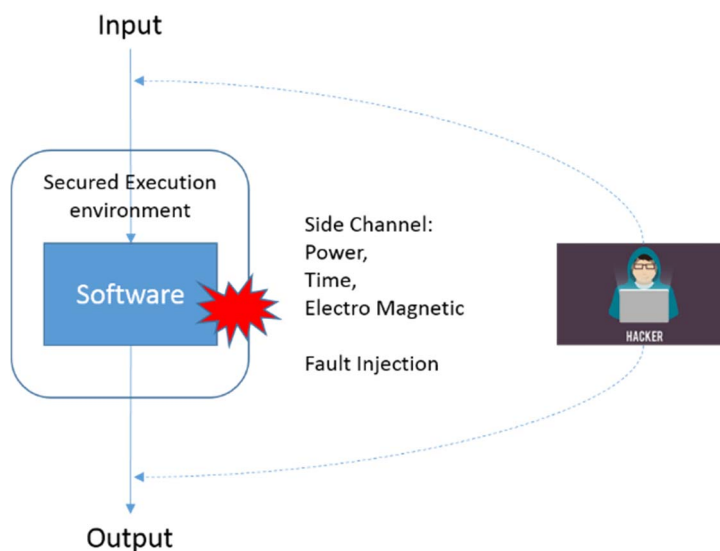 Input
Secured Execution
environment
Software
Side Channel:
Power,
Time,
Electro Magnetic
Fault Injection
HACKER
Output